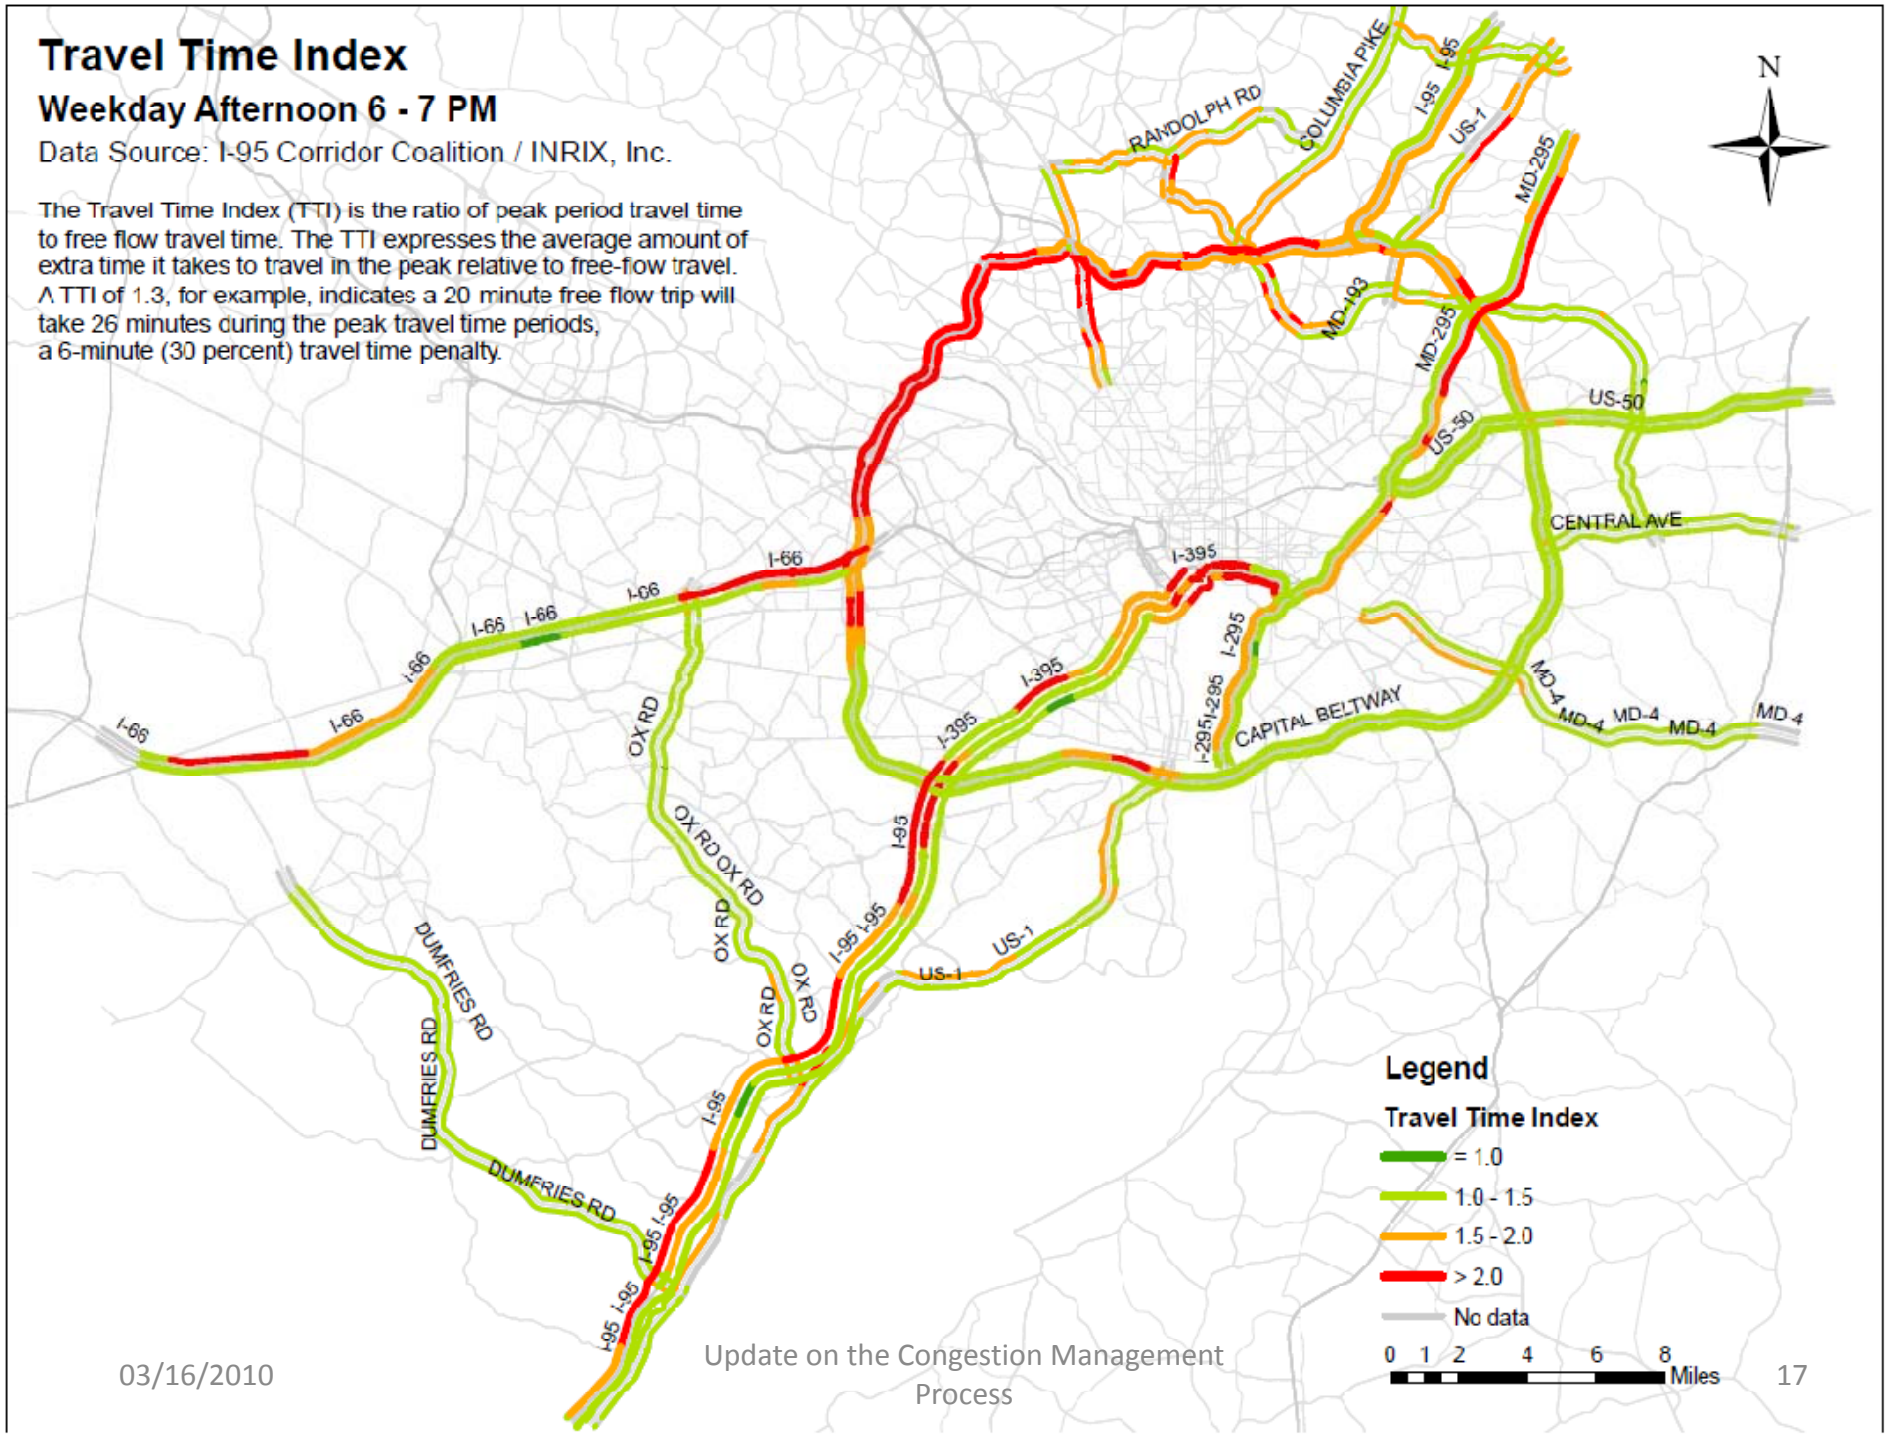 Travel Time Index
Weekday Afternoon 6 - 7 PM
Data Source: I-95 Corridor Coalition / INRIX, Inc.
The Travel Time Index (TTI) is the ratio of peak period travel time
to free flow travel time. The TTI expresses the average amount of
extra time it takes to travel in the peak relative to free-flow travel.
A TTI of 1.3, for example, indicates a 20 minute free flow trip will
take 26 minutes during the peak travel time periods,
a 6-minute (30 percent) travel time penalty.
N
COLUMBIA PIKE
I-95
I-95
RANDOLPH RD
US-1
MD-295
MD-193
MD-295
US-50
US-50
CENTRAL AVE
I-395
I-66
I-66
I-66
I-66
I-66
I-66
I-66
I-295
I-295
I-295
I-395
I-395
OX RD
CAPITAL BELTWAY
MD-4
MD-4
MD-4
MD-4
MD 4
I-95
OX RD
OX RD
OX RD
OX RD
OX RD
I-95
I-95
US-1
US-1
DUMFRIES RD
DUMFRIES RD
DUMFRIES RD
I-95
I-95
I-95
I-95
I-95
Legend
Travel Time Index
= 1.0
1.0 - 1.5
1.5 - 2.0
> 2.0
No data
0 1 2 4 6 8
Miles
03/16/2010
Update on the Congestion Management
Process
17